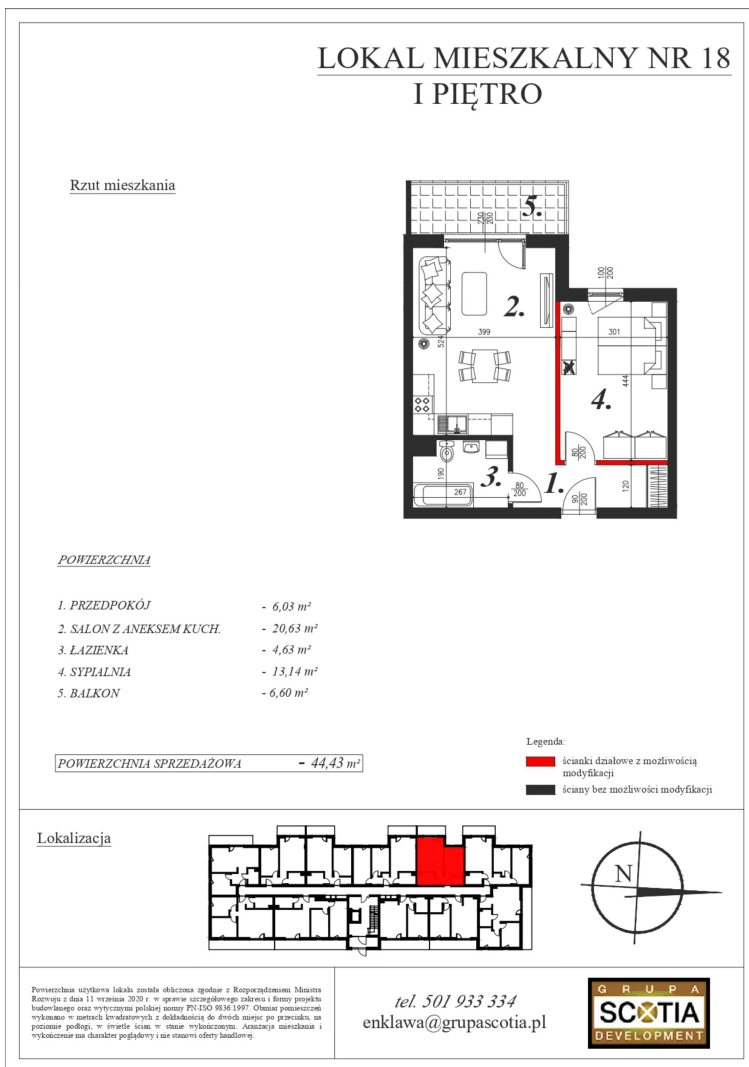 LOKAL MIESZKALNY NR 18
I PIĘTRO
Rzut mieszkania
5.
230
230
100
200
2.
399
301
524
444
4.
80
200
190
3.
267
80
200
1.
90
200
120
POWIERZCHNIA
1. PRZEDPOKÓJ - 6,03 m²
2. SALON Z ANEKSEM KUCH. - 20,63 m²
3. ŁAZIENKA - 4,63 m²
4. SYPIALNIA - 13,14 m²
5. BALKON - 6,60 m²
POWIERZCHNIA SPRZEDAŻOWA - 44,43 m²
Legenda:
ścianki działowe z możliwością
modyfikacji
ściany bez możliwości modyfikacji
Lokalizacja
N
Powierzchnia użytkowa lokalu została obliczona zgodnie z Rozporządzeniem Ministra
Rozwoju z dnia 11 września 2020 r. w sprawie szczegółowego zakresu i formy projektu
budowlanego oraz wytycznymi polskiej normy PN-ISO 9836:1997. Obmiar pomieszczeń
wykonano w metrach kwadratowych z dokładnością do dwóch miejsc po przecinku, na
poziomie podłogi, w świetle ścian w stanie wykończonym. Aranżacja mieszkania i
wykończenie ma charakter poglądowy i nie stanowi oferty handlowej.
tel. 501 933 334
enklawa@grupascotia.pl
GRUPA
SCOTIA
DEVELOPMENT